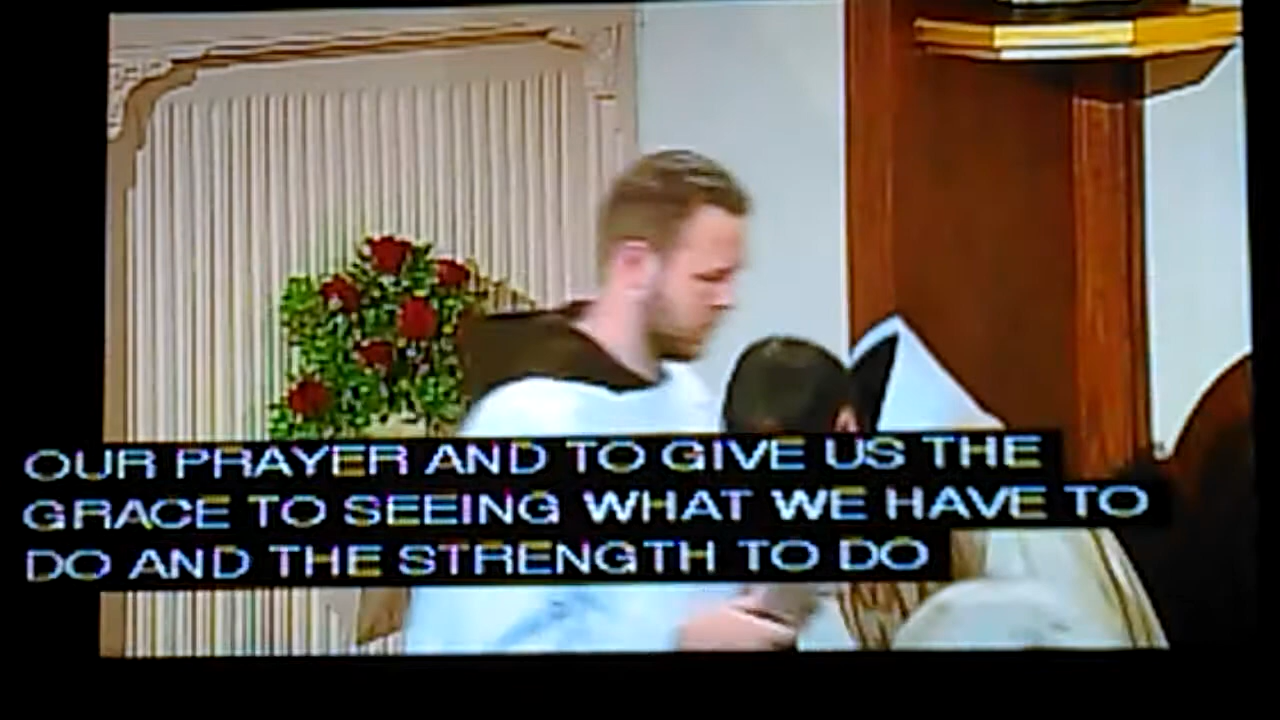 OUR PRAYER AND TO GIVE US THE
GRACE TO SEEING WHAT WE HAVE TO
DO AND THE STRENGTH TO DO